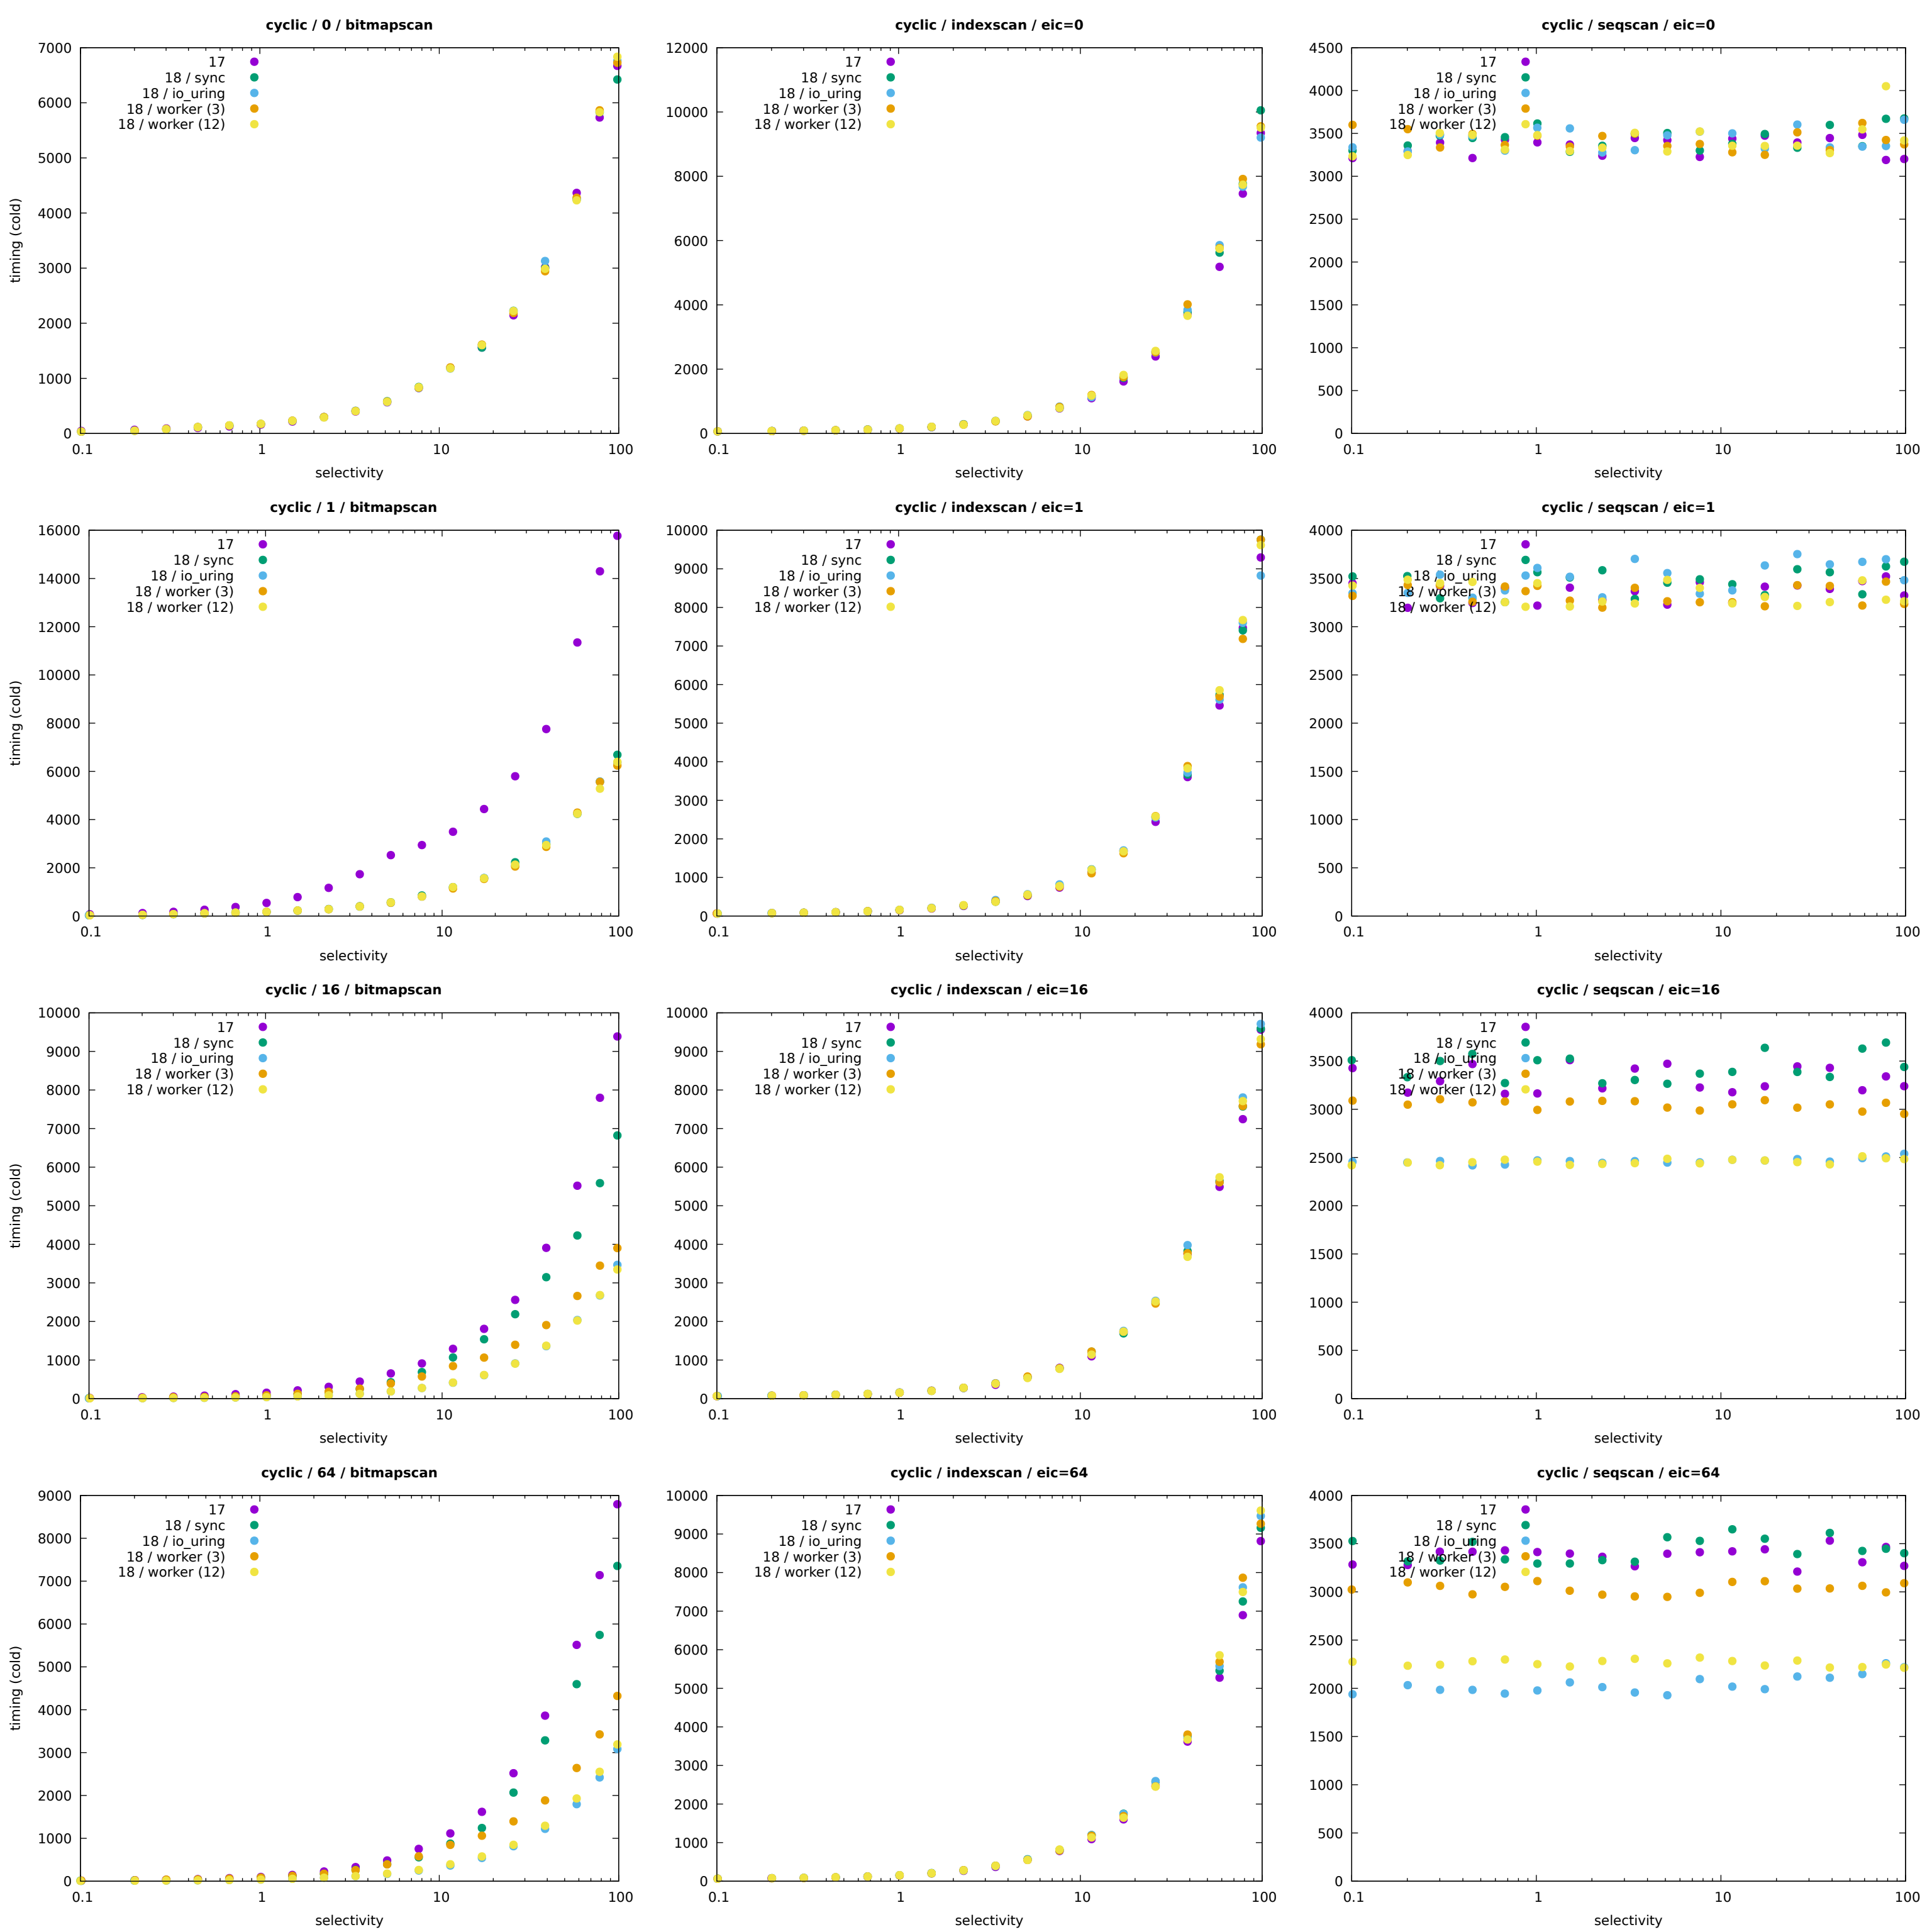 cyclic / 0 / bitmapscan
7000
6000
5000
4000
3000
2000
1000
0
timing (cold)
17
18 / sync
18 / io_uring
18 / worker (3)
18 / worker (12)
0.1 1 10 100
selectivity
cyclic / indexscan / eic=0
12000
10000
8000
6000
4000
2000
0
17
18 / sync
18 / io_uring
18 / worker (3)
18 / worker (12)
0.1 1 10 100
selectivity
cyclic / seqscan / eic=0
4500
4000
3500
3000
2500
2000
1500
1000
500
0
17
18 / sync
18 / io_uring
18 / worker (3)
18 / worker (12)
0.1 1 10 100
selectivity
cyclic / 1 / bitmapscan
16000
14000
12000
10000
8000
6000
4000
2000
0
timing (cold)
17
18 / sync
18 / io_uring
18 / worker (3)
18 / worker (12)
0.1 1 10 100
selectivity
cyclic / indexscan / eic=1
10000
9000
8000
7000
6000
5000
4000
3000
2000
1000
0
17
18 / sync
18 / io_uring
18 / worker (3)
18 / worker (12)
0.1 1 10 100
selectivity
cyclic / seqscan / eic=1
4000
3500
3000
2500
2000
1500
1000
500
0
17
18 / sync
18 / io_uring
18 / worker (3)
18 / worker (12)
0.1 1 10 100
selectivity
cyclic / 16 / bitmapscan
10000
9000
8000
7000
6000
5000
4000
3000
2000
1000
0
timing (cold)
17
18 / sync
18 / io_uring
18 / worker (3)
18 / worker (12)
0.1 1 10 100
selectivity
cyclic / indexscan / eic=16
10000
9000
8000
7000
6000
5000
4000
3000
2000
1000
0
17
18 / sync
18 / io_uring
18 / worker (3)
18 / worker (12)
0.1 1 10 100
selectivity
cyclic / seqscan / eic=16
4000
3500
3000
2500
2000
1500
1000
500
0
17
18 / sync
18 / io_uring
18 / worker (3)
18 / worker (12)
0.1 1 10 100
selectivity
cyclic / 64 / bitmapscan
9000
8000
7000
6000
5000
4000
3000
2000
1000
0
timing (cold)
17
18 / sync
18 / io_uring
18 / worker (3)
18 / worker (12)
0.1 1 10 100
selectivity
cyclic / indexscan / eic=64
10000
9000
8000
7000
6000
5000
4000
3000
2000
1000
0
17
18 / sync
18 / io_uring
18 / worker (3)
18 / worker (12)
0.1 1 10 100
selectivity
cyclic / seqscan / eic=64
4000
3500
3000
2500
2000
1500
1000
500
0
17
18 / sync
18 / io_uring
18 / worker (3)
18 / worker (12)
0.1 1 10 100
selectivity